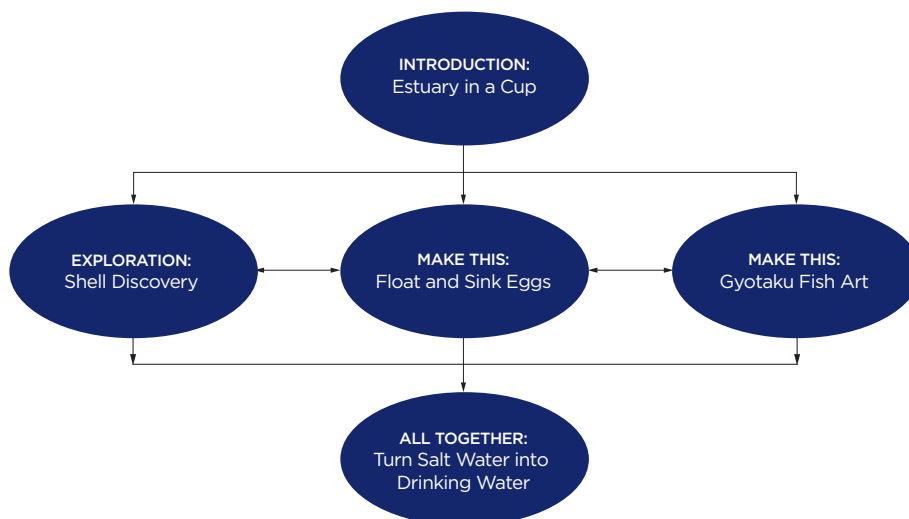 INTRODUCTION:
Estuary in a Cup
EXPLORATION:
Shell Discovery
MAKE THIS:
Float and Sink Eggs
MAKE THIS:
Gyotaku Fish Art
ALL TOGETHER:
Turn Salt Water into
Drinking Water